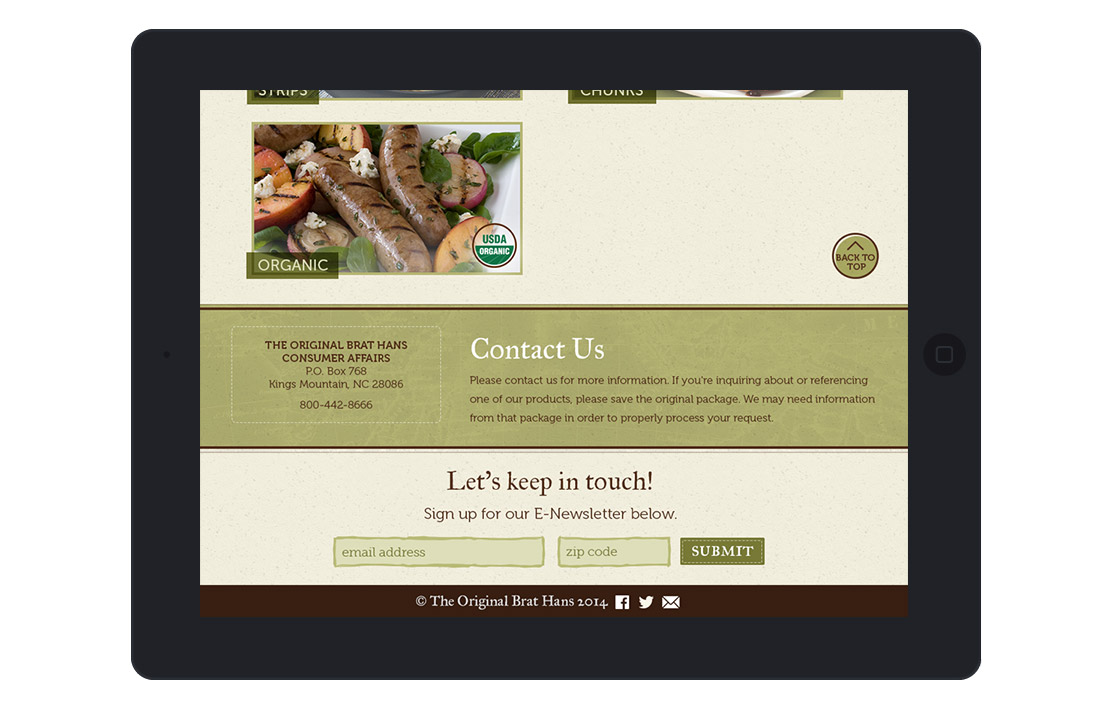 STRIPS
CHUNKS
USDA
ORGANIC
ORGANIC
BACK TO
TOP
THE ORIGINAL BRAT HANS
CONSUMER AFFAIRS
P.O. Box 768
Kings Mountain, NC 28086
800-442-8666
Contact Us
Please contact us for more information. If you're inquiring about or referencing
one of our products, please save the original package. We may need information
from that package in order to properly process your request.
Let's keep in touch!
Sign up for our E-Newsletter below.
email address
zip code
SUBMIT
© The Original Brat Hans 2014